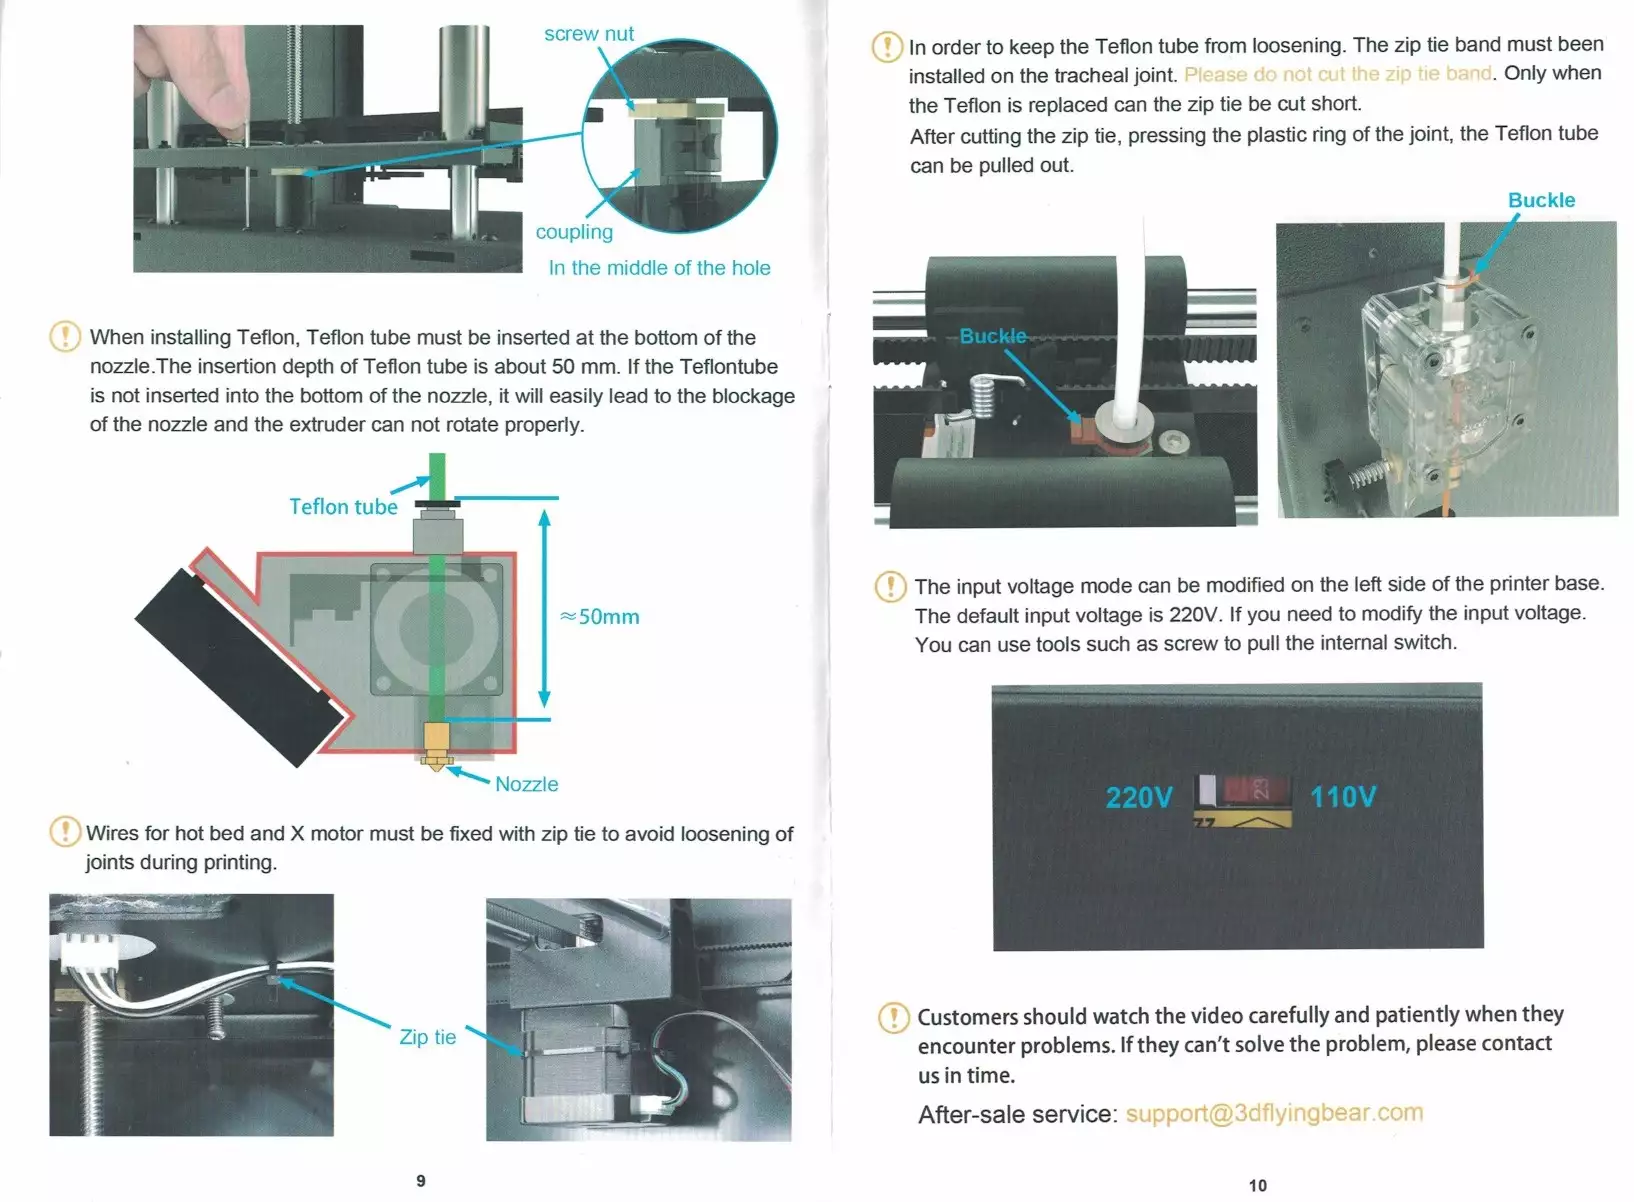 screw nut
coupling
In the middle of the hole
When installing Teflon, Teflon tube must be inserted at the bottom of the
nozzle.The insertion depth of Teflon tube is about 50 mm. If the Teflontube
is not inserted into the bottom of the nozzle, it will easily lead to the blockage
of the nozzle and the extruder can not rotate properly.
Teflon tube
≈50mm
Nozzle
Wires for hot bed and X motor must be fixed with zip tie to avoid loosening of
joints during printing.
Zip tie
9
In order to keep the Teflon tube from loosening. The zip tie band must been
installed on the tracheal joint. Please do not cut the zip tie band. Only when
the Teflon is replaced can the zip tie be cut short.
After cutting the zip tie, pressing the plastic ring of the joint, the Teflon tube
can be pulled out.
Buckle
Buckle
The input voltage mode can be modified on the left side of the printer base.
The default input voltage is 220V. If you need to modify the input voltage.
You can use tools such as screw to pull the internal switch.
220V
23
110V
Customers should watch the video carefully and patiently when they
encounter problems. If they can't solve the problem, please contact
us in time.
After-sale service: support@3dflyingbear.com
10